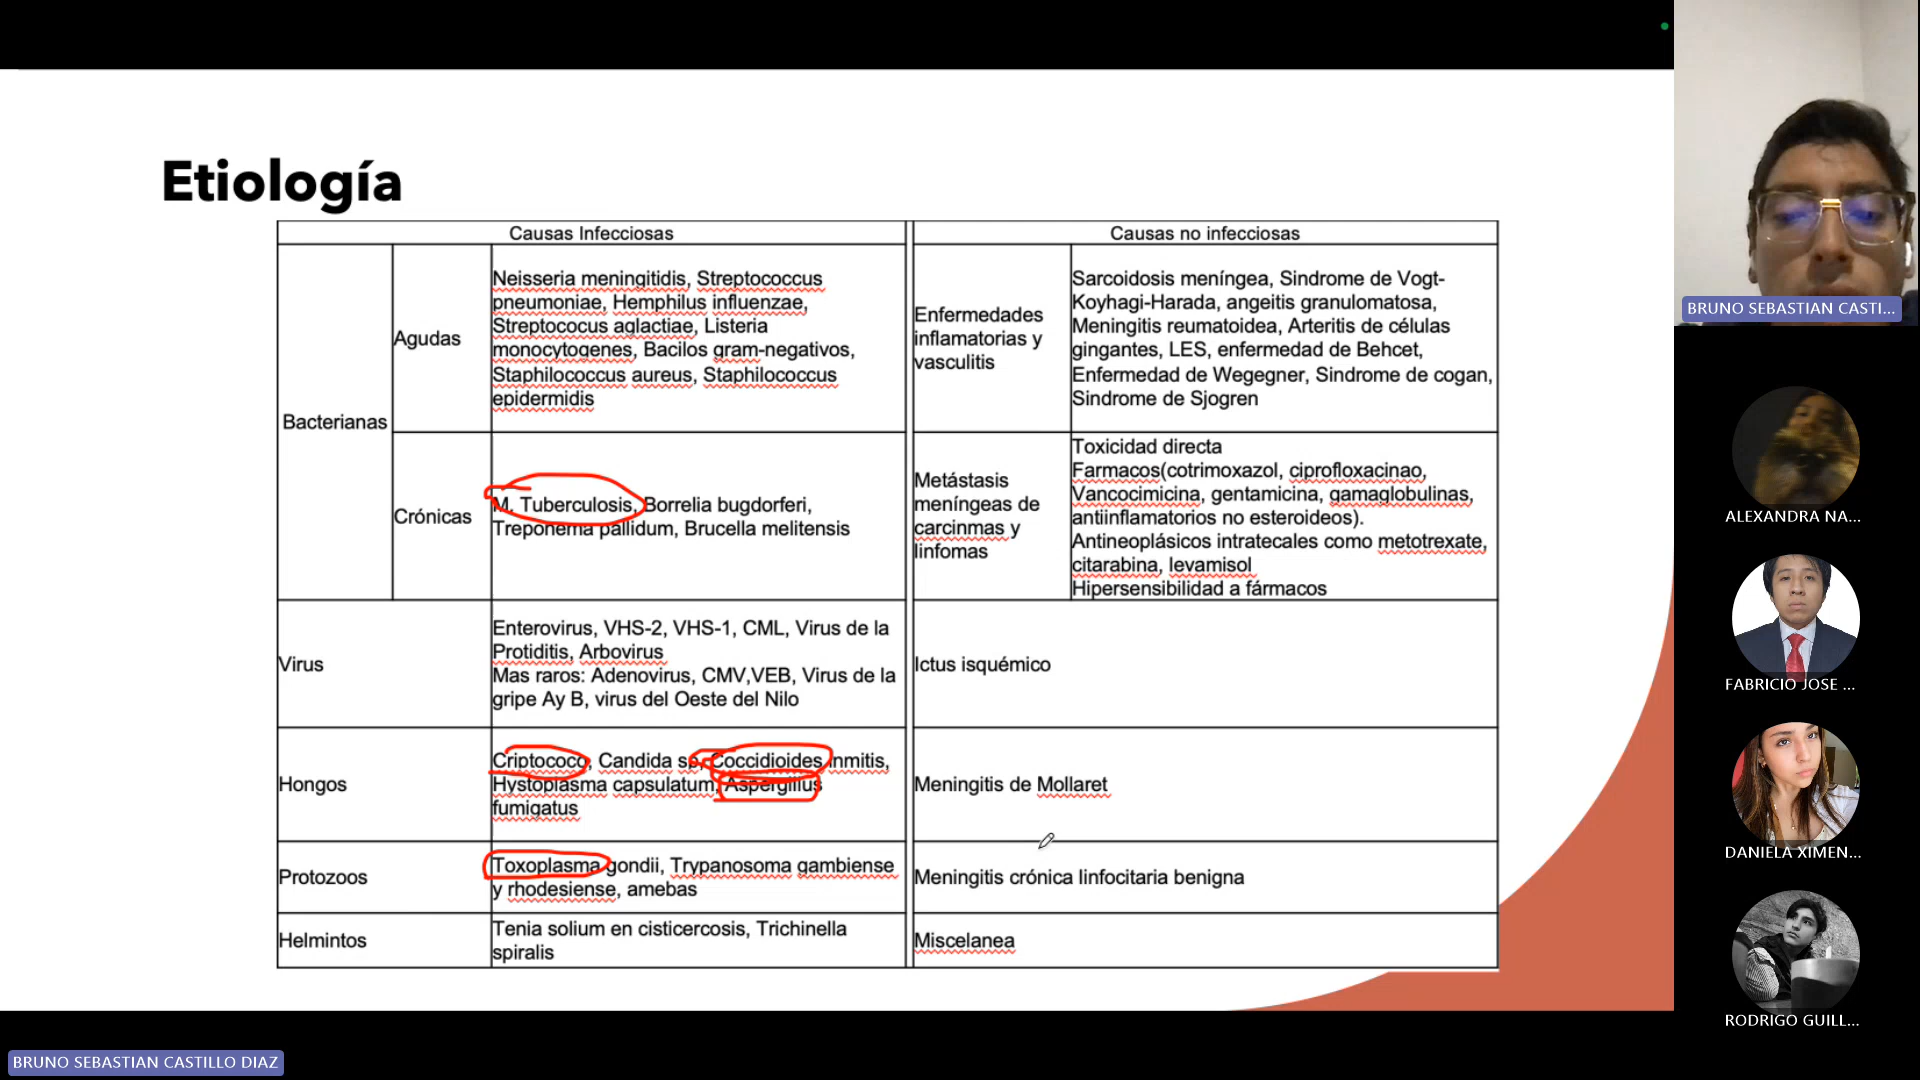 Etiología
Causas Infecciosas
Causas no infecciosas
Bacterianas
Agudas
Neisseria meningitidis, Streptococcus
pneumoniae, Hemphilus influenzae,
Streptococus aglactiae, Listeria
monocytogenes, Bacilos gram-negativos,
Staphilococcus aureus, Staphilococcus
epidermidis
Enfermedades
inflamatorias y
vasculitis
Sarcoidosis meníngea, Sindrome de Vogt-
Koyhagi-Harada, angeitis granulomatosa,
Meningitis reumatoidea, Arteritis de células
gingantes, LES, enfermedad de Behcet,
Enfermedad de Wegegner, Sindrome de cogan,
Sindrome de Sjogren
Crónicas
M. Tuberculosis, Borrelia bugdorferi,
Treponema pallidum, Brucella melitensis
Metástasis
meníngeas de
carcinmas y
linfomas
Toxicidad directa
Farmacos(cotrimoxazol, ciprofloxacinao,
Vancocimicina, gentamicina, gamaglobulinas,
antiinflamatorios no esteroideos).
Antineoplásicos intratecales como metotrexate,
citarabina, levamisol
Hipersensibilidad a fármacos
Virus
Enterovirus, VHS-2, VHS-1, CML, Virus de la
Protiditis, Arbovirus
Mas raros: Adenovirus, CMV,VEB, Virus de la
gripe Ay B, virus del Oeste del Nilo
Ictus isquémico
Hongos
Criptococo, Candida sp, Coccidioides inmitis,
Hystoplasma capsulatum, Aspergillus
fumigatus
Meningitis de Mollaret
Protozoos
Toxoplasma gondii, Trypanosoma gambiense
y rhodesiense, amebas
Meningitis crónica linfocitaria benigna
Helmintos
Tenia solium en cisticercosis, Trichinella
spiralis
Miscelanea
BRUNO SEBASTIAN CASTI...
ALEXANDRA NA...
FABRICIO JOSE ...
DANIELA XIMEN...
RODRIGO GUILL...
BRUNO SEBASTIAN CASTILLO DIAZ